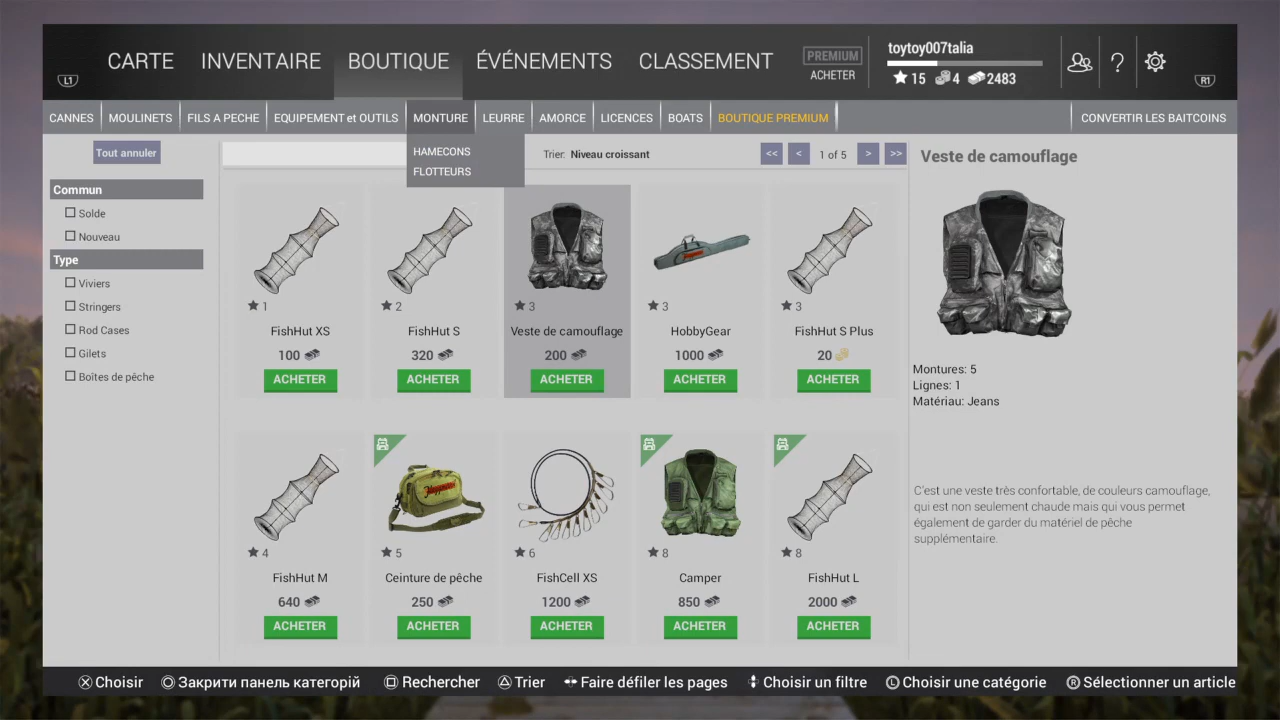 CARTE INVENTAIRE BOUTIQUE ÉVÉNEMENTS CLASSEMENT
PREMIUM
ACHETER
toytoy007talia
15 4 2483
?
L1
R1
CANNES MOULINETS FILS A PECHE EQUIPEMENT et OUTILS MONTURE LEURRE AMORCE LICENCES BOATS BOUTIQUE PREMIUM CONVERTIR LES BAITCOINS
HAMECONS
FLOTTEURS
Tout annuler
Trier: Niveau croissant
<< < 1 of 5 > >>
Commun
Solde
Nouveau
Type
Viviers
Stringers
Rod Cases
Gilets
Boîtes de pêche
1 2 3 3 3
FishHut XS FishHut S Veste de camouflage HobbyGear FishHut S Plus
100 320 200 1000 20
ACHETER ACHETER ACHETER ACHETER ACHETER
4 5 6 8 8
FishHut M Ceinture de pêche FishCell XS Camper FishHut L
640 250 1200 850 2000
ACHETER ACHETER ACHETER ACHETER ACHETER
Veste de camouflage
Montures: 5
Lignes: 1
Matériau: Jeans
C'est une veste très confortable, de couleurs camouflage,
qui est non seulement chaude mais qui vous permet
également de garder du matériel de pêche
supplémentaire.
Choisir Закрити панель категорій Rechercher Trier Faire défiler les pages Choisir un filtre L Choisir une catégorie R Sélectionner un article